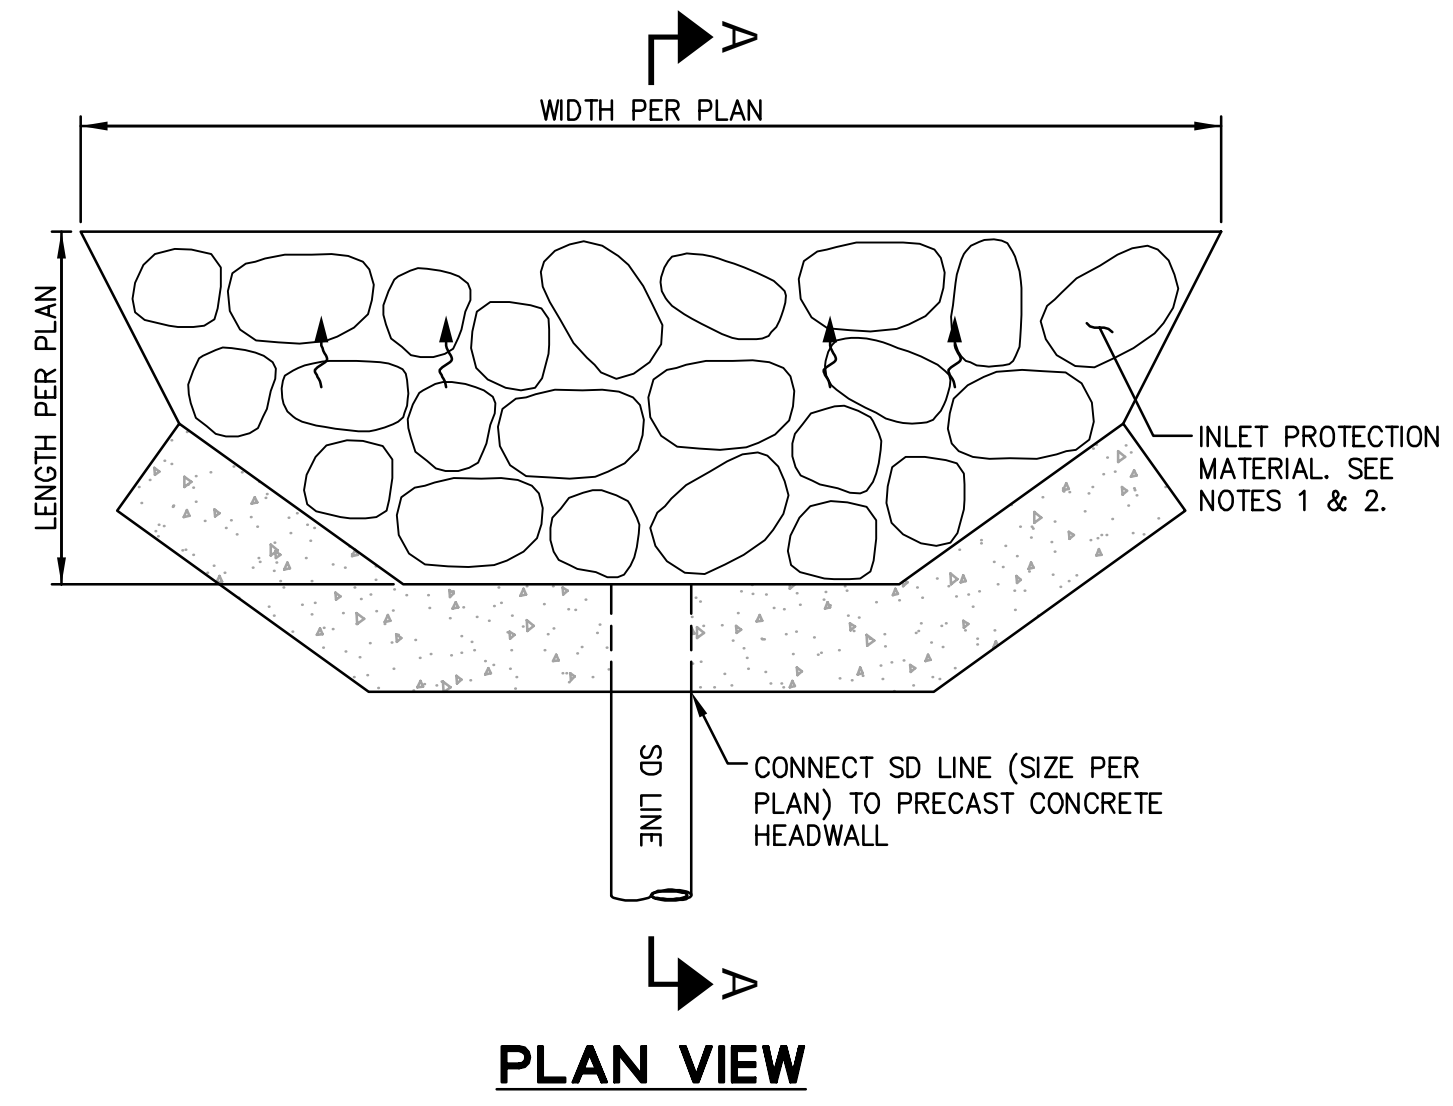 A
WIDTH PER PLAN
LENGTH PER PLAN
INLET PROTECTION
MATERIAL. SEE
NOTES 1 & 2.
SD LINE
CONNECT SD LINE (SIZE PER
PLAN) TO PRECAST CONCRETE
HEADWALL
A
PLAN VIEW